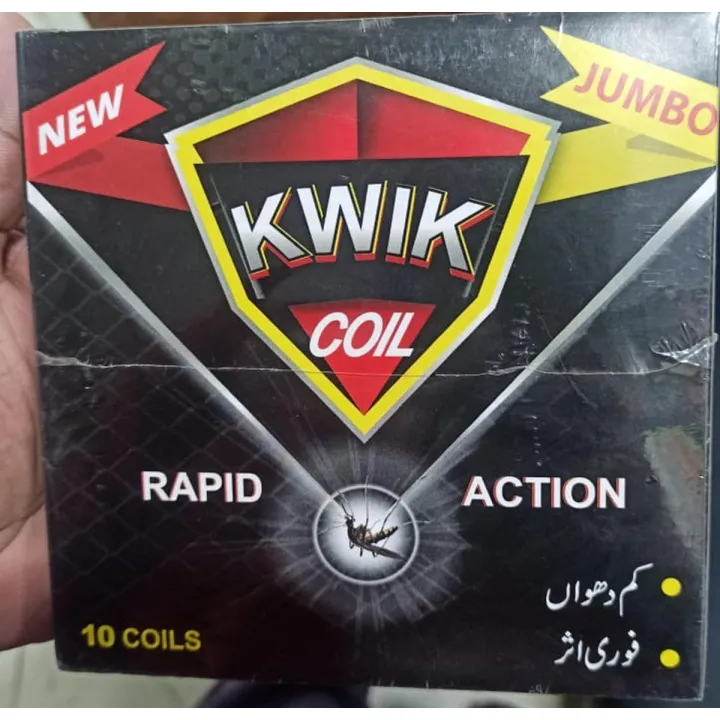 NEW
JUMBO
KWIK
COIL
RAPID ACTION
کم دھواں
فوری اثر
10 COILS